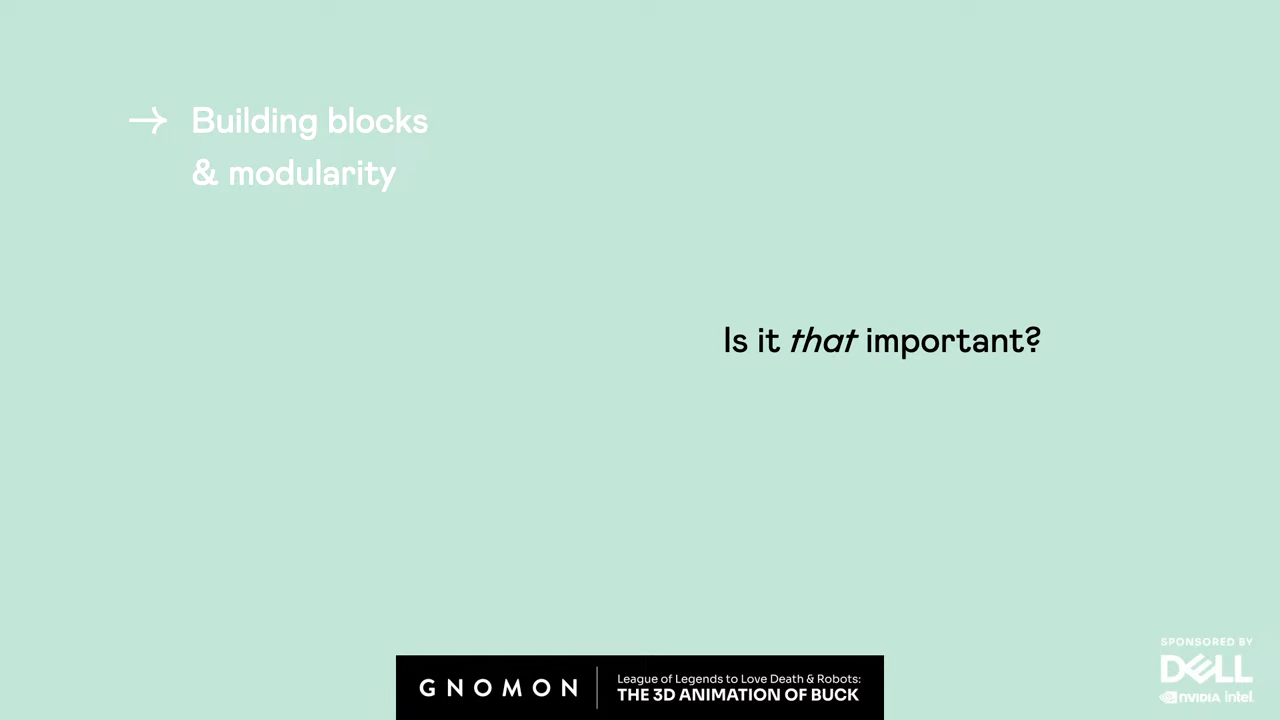 → Building blocks
& modularity
Is it that important?
GNOMON
League of Legends to Love Death & Robots:
THE 3D ANIMATION OF BUCK
SPONSORED BY
DELL
NVIDIA intel